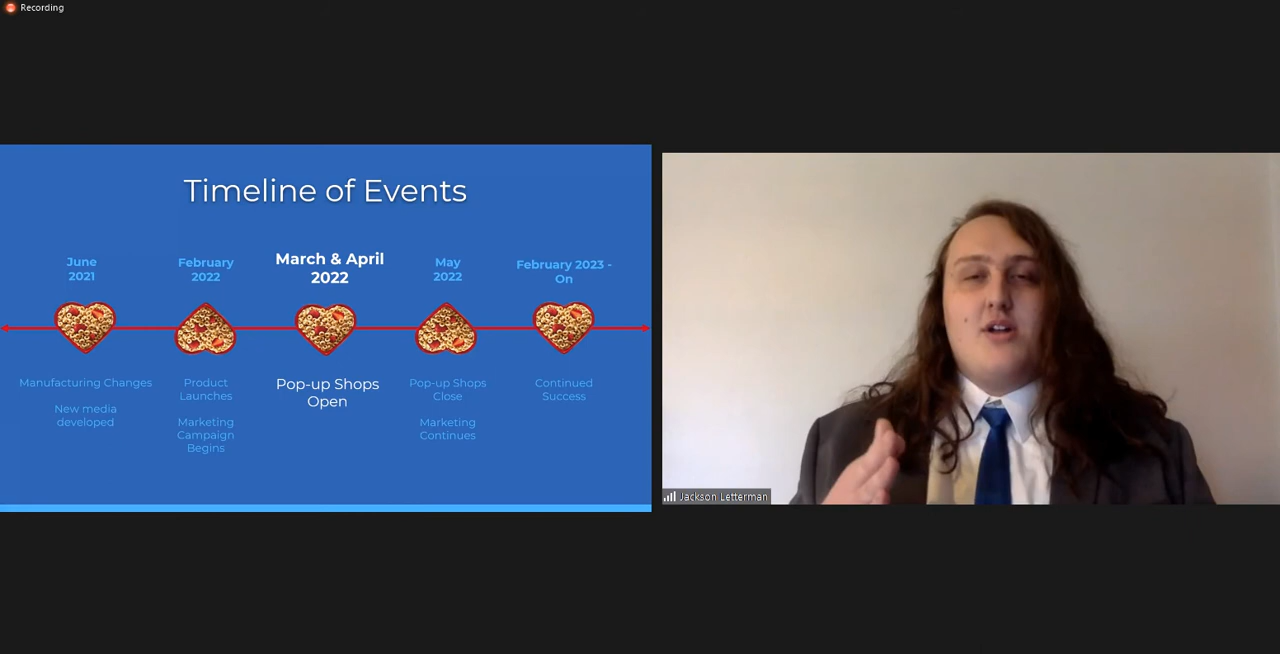 Recording
Timeline of Events
June
2021
February
2022
March & April
2022
May
2022
February 2023 -
On
Manufacturing Changes
New media
developed
Product
Launches
Marketing
Campaign
Begins
Pop-up Shops
Open
Pop-up Shops
Close
Marketing
Continues
Continued
Success
Jackson Letterman